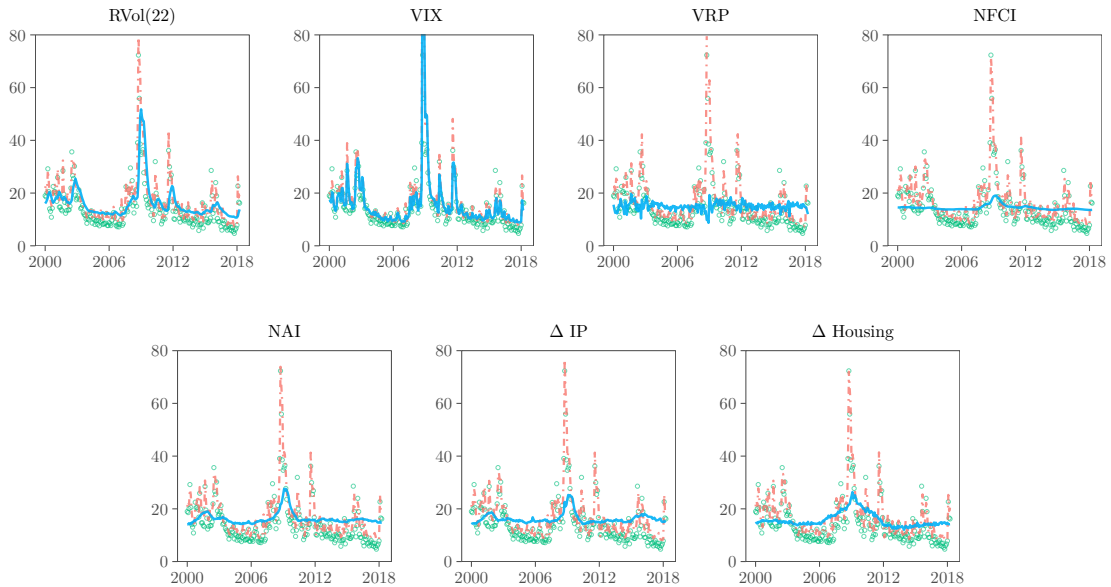 RVol(22) VIX VRP NFCI
80 80 80 80
60 60 60 60
40 40 40 40
20 20 20 20
0 0 0 0
2000 2006 2012 2018 2000 2006 2012 2018 2000 2006 2012 2018 2000 2006 2012 2018
NAI Δ IP Δ Housing
80 80 80
60 60 60
40 40 40
20 20 20
0 0 0
2000 2006 2012 2018 2000 2006 2012 2018 2000 2006 2012 2018